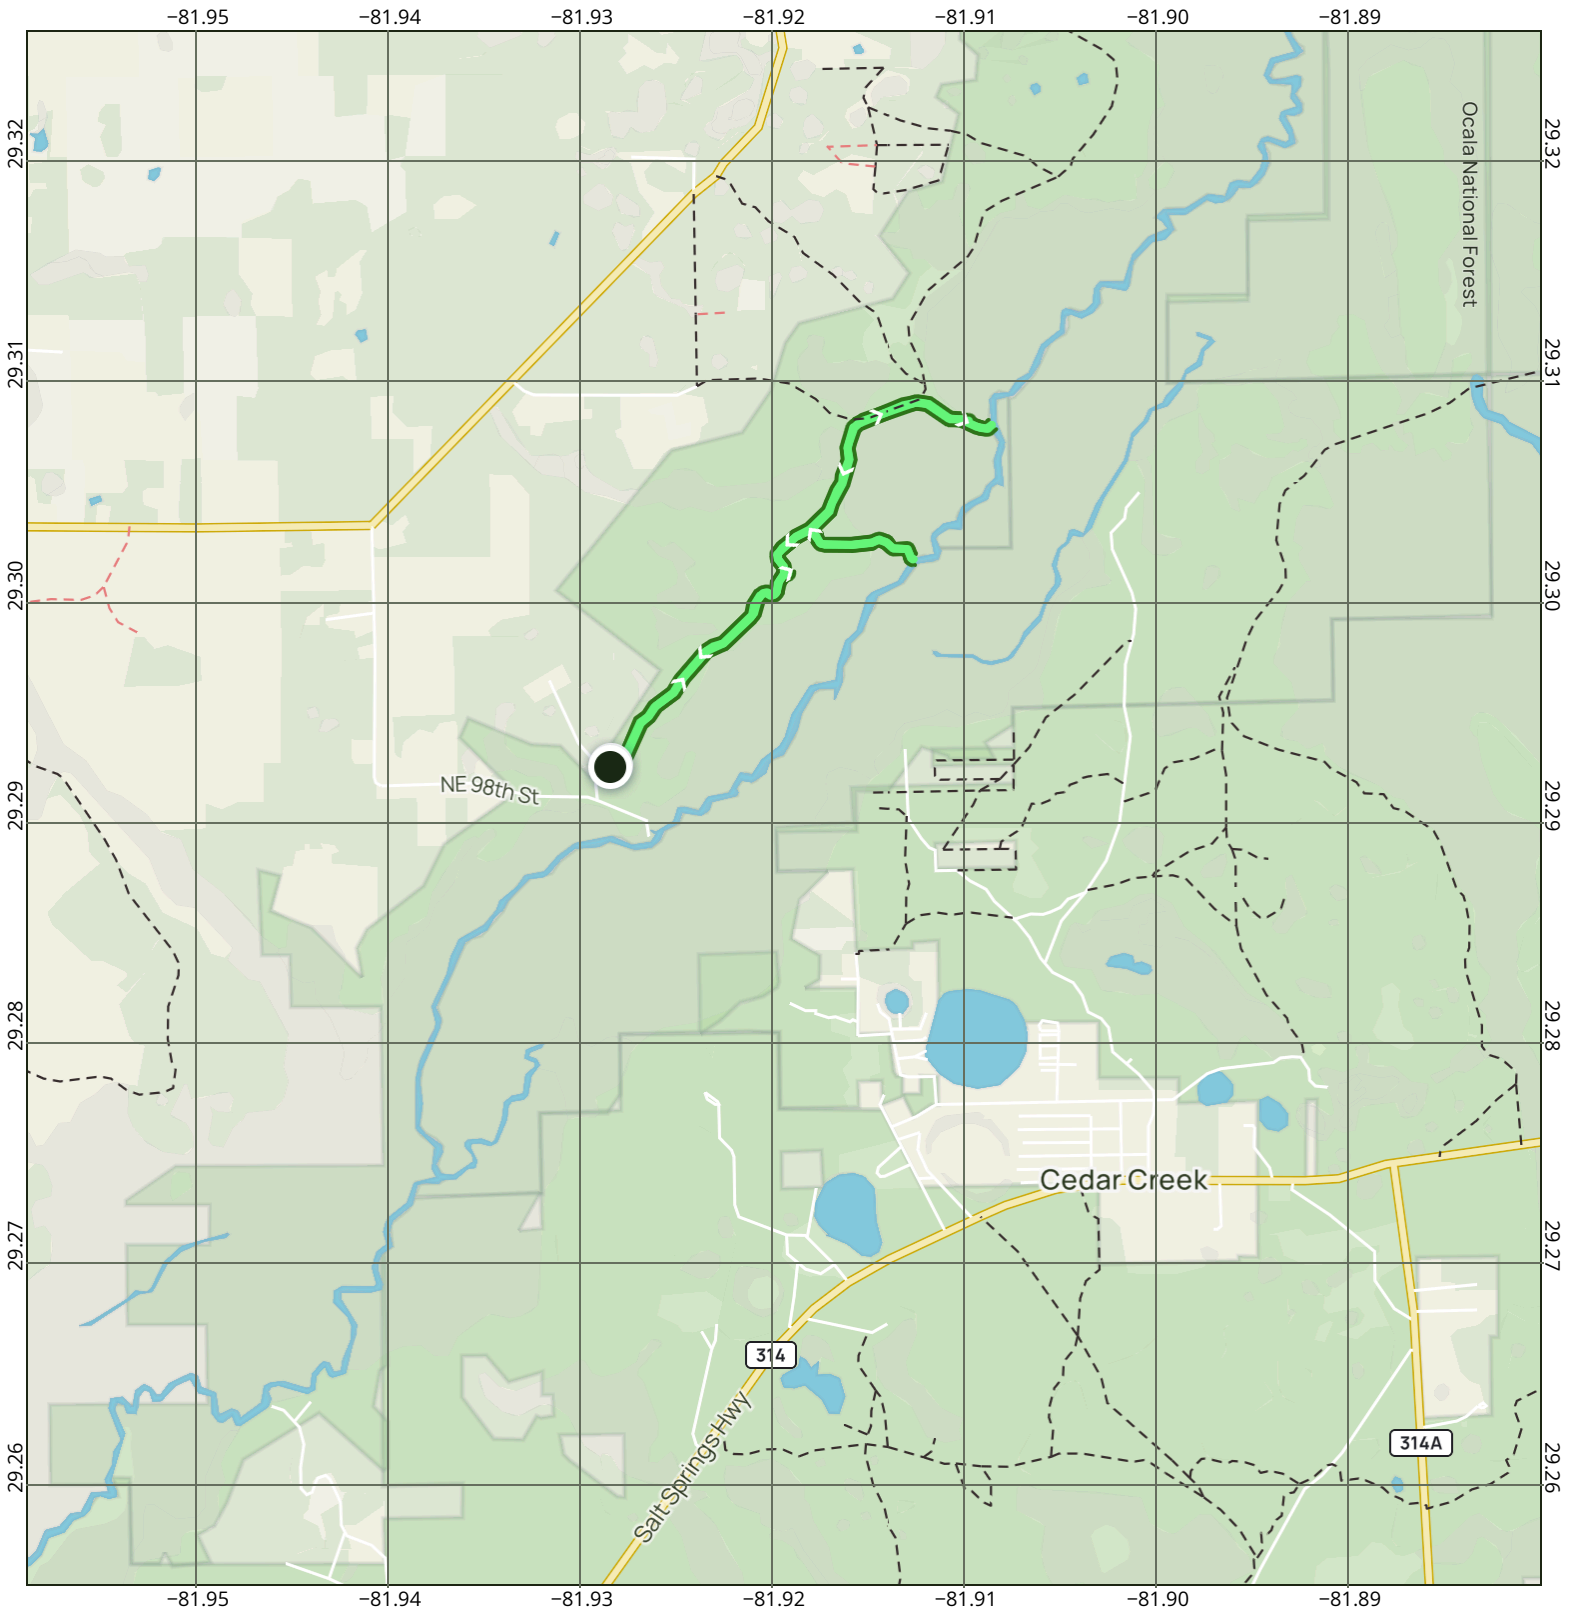 −81.95 −81.94 −81.93 −81.92 −81.91 −81.90 −81.89
29.32 29.32
Ocala National Forest
29.31 29.31
29.30 29.30
NE 98th St
29.29 29.29
29.28 29.28
Cedar Creek
29.27 29.27
314
Salt Springs Hwy
314A
29.26 29.26
−81.95 −81.94 −81.93 −81.92 −81.91 −81.90 −81.89